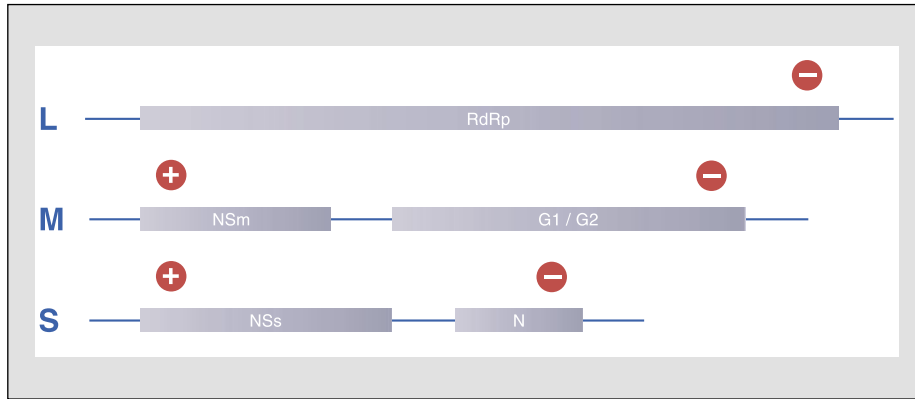 −
L RdRp
+ −
M NSm G1 / G2
+ −
S NSs N